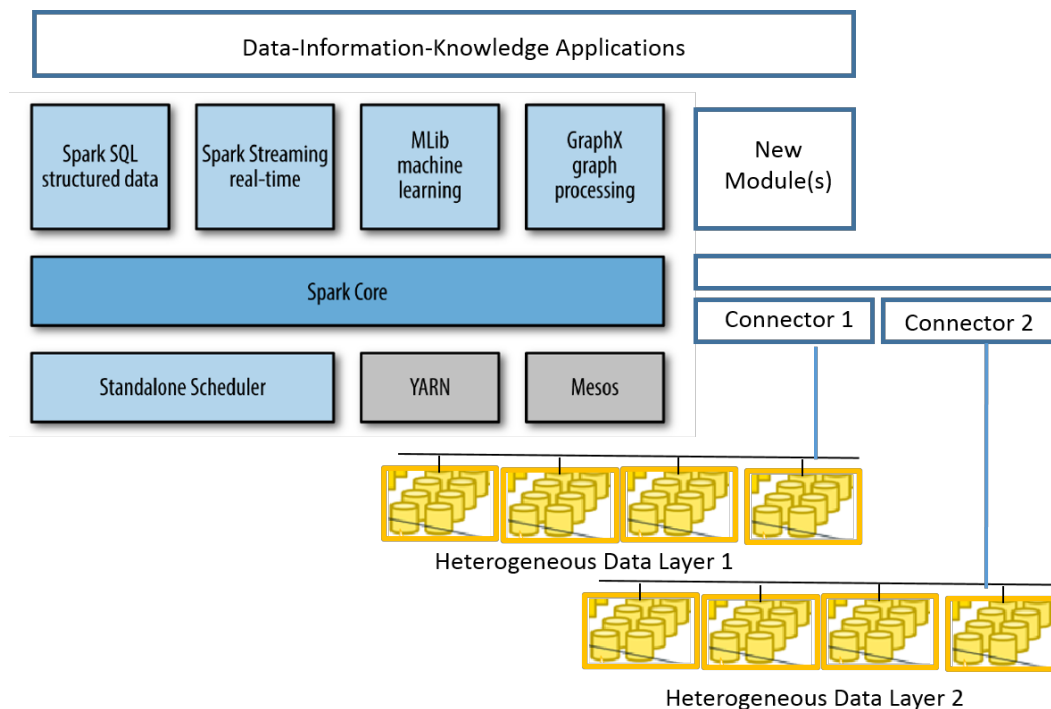 Data-Information-Knowledge Applications
Spark SQL
structured data
Spark Streaming
real-time
MLib
machine
learning
GraphX
graph
processing
New
Module(s)
Spark Core
Connector 1
Connector 2
Standalone Scheduler
YARN
Mesos
Heterogeneous Data Layer 1
Heterogeneous Data Layer 2